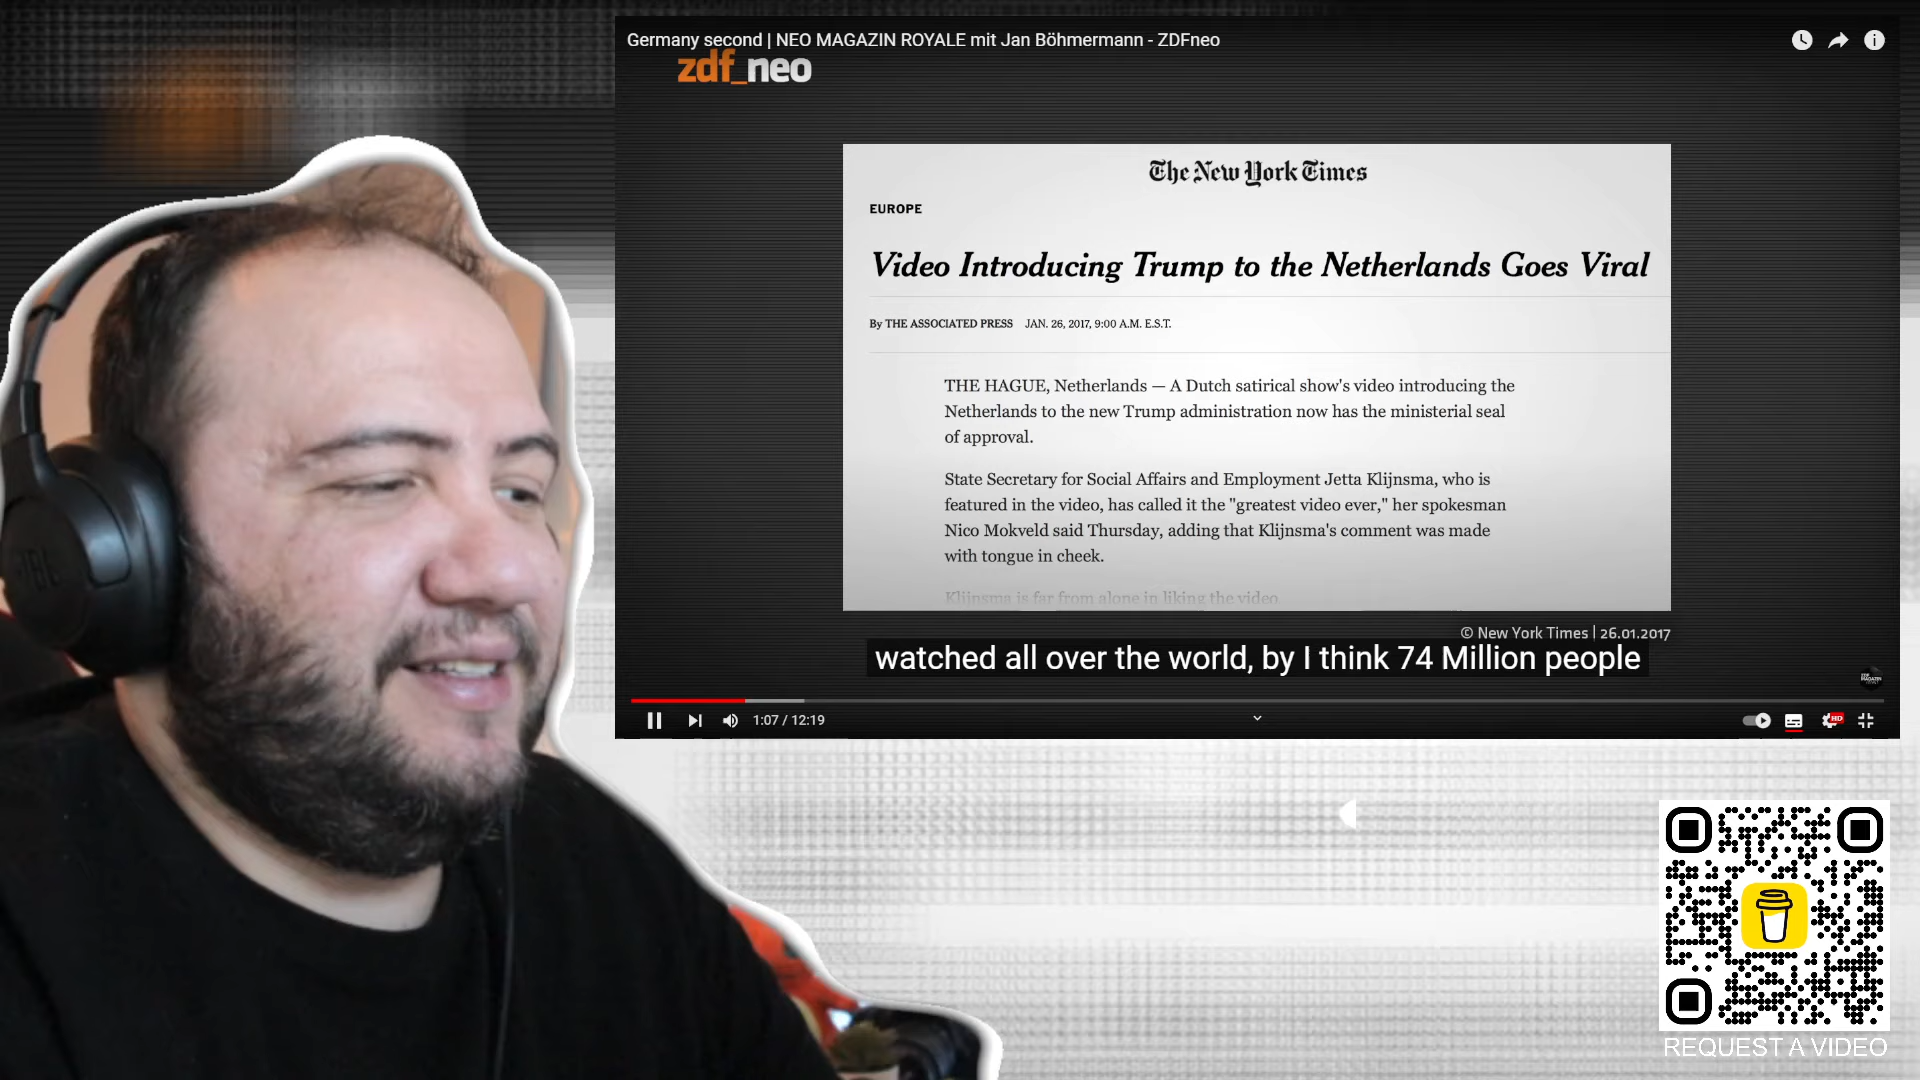 Germany second | NEO MAGAZIN ROYALE mit Jan Böhmermann - ZDFneo
zdf_neo
The New York Times
EUROPE
Video Introducing Trump to the Netherlands Goes Viral
By THE ASSOCIATED PRESS JAN. 26, 2017, 9:00 A.M. E.S.T.
THE HAGUE, Netherlands — A Dutch satirical show's video introducing the
Netherlands to the new Trump administration now has the ministerial seal
of approval.
State Secretary for Social Affairs and Employment Jetta Klijnsma, who is
featured in the video, has called it the "greatest video ever," her spokesman
Nico Mokveld said Thursday, adding that Klijnsma's comment was made
with tongue in cheek.
Klijnsma is far from alone in liking the video.
© New York Times | 26.01.2017
watched all over the world, by I think 74 Million people
1:07 / 12:19
HD
JBL
REQUEST A VIDEO